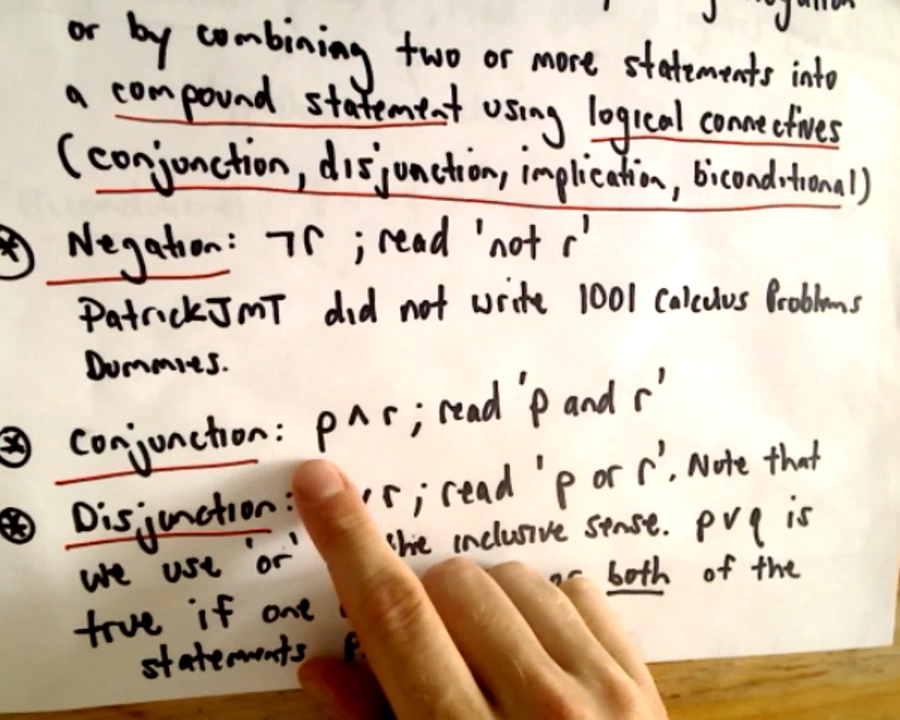 or by combining two or more statements into
a compound statement using logical connectives
(conjunction, disjunction, implication, biconditional)
Negation: ¬r ; read 'not r'
PatrickJMT did not write 1001 Calculus Problems
Dummies.
Conjunction: p ∧ r ; read 'p and r'
Disjunction: r ; read 'p or r'. Note that
we use 'or' the inclusive sense. p ∨ q is
true if one or both of the
statements p